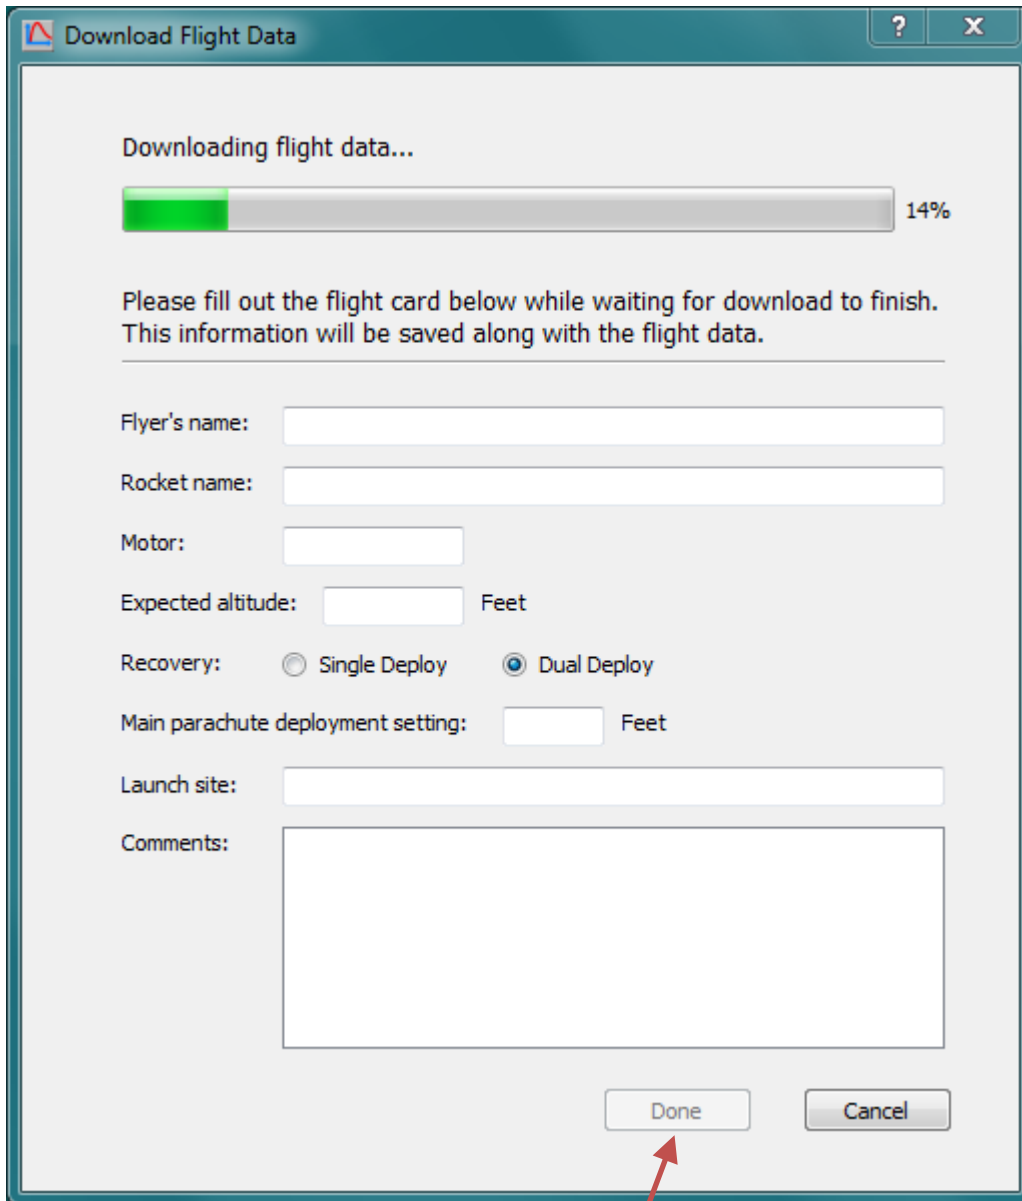 Download Flight Data
?
Downloading flight data...
14%
Please fill out the flight card below while waiting for download to finish.
This information will be saved along with the flight data.
Flyer's name:
Rocket name:
Motor:
Expected altitude: Feet
Recovery: Single Deploy Dual Deploy
Main parachute deployment setting: Feet
Launch site:
Comments:
Done Cancel